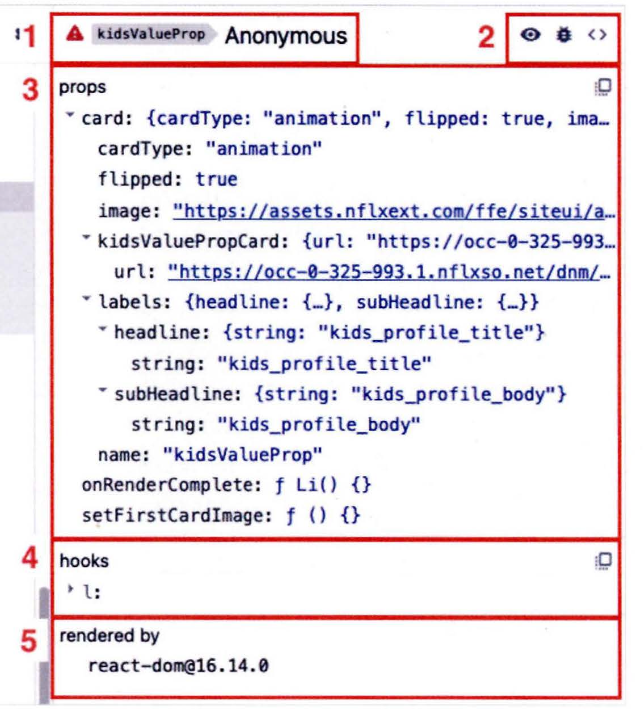 1 kidsValueProp Anonymous 2 <>
3 props
card: {cardType: "animation", flipped: true, ima…
cardType: "animation"
flipped: true
image: "https://assets.nflxext.com/ffe/siteui/a…
kidsValuePropCard: {url: "https://occ-0-325-993…
url: "https://occ-0-325-993.1.nflxso.net/dnm/…
labels: {headline: {…}, subHeadline: {…}}
headline: {string: "kids_profile_title"}
string: "kids_profile_title"
subHeadline: {string: "kids_profile_body"}
string: "kids_profile_body"
name: "kidsValueProp"
onRenderComplete: ƒ Li() {}
setFirstCardImage: ƒ () {}
4 hooks
l:
5 rendered by
react-dom@16.14.0